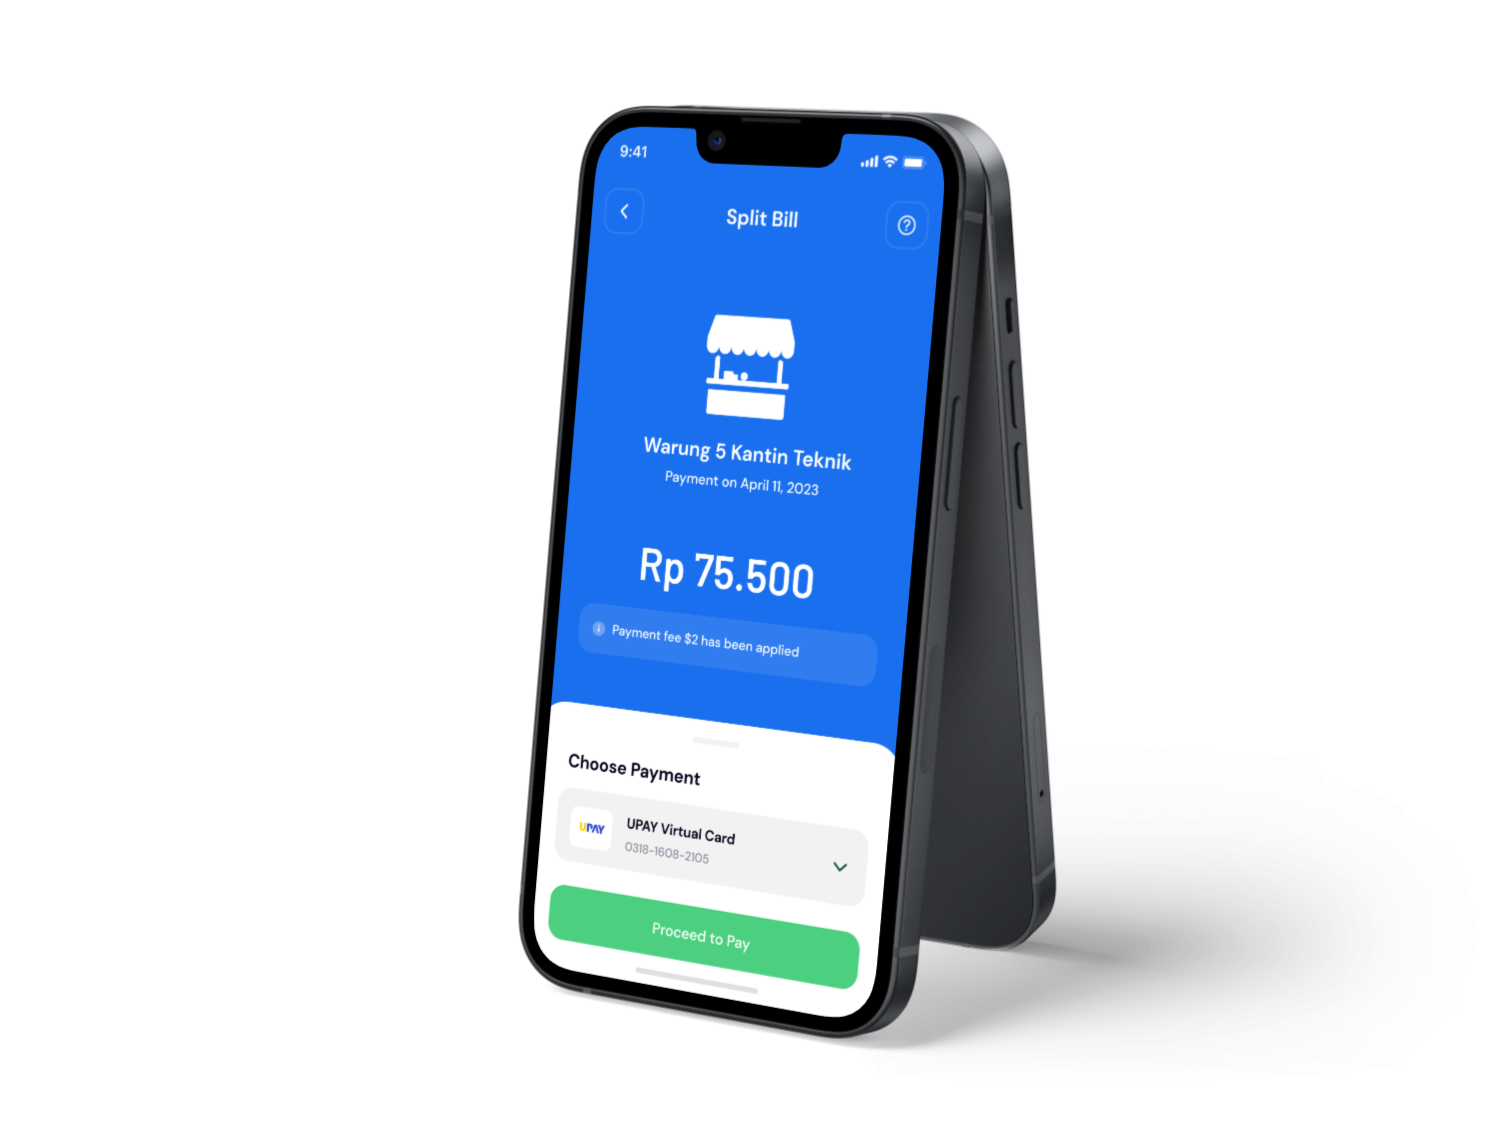 9:41
Split Bill
Warung 5 Kantin Teknik
Payment on April 11, 2023
Rp 75.500
Payment fee $2 has been applied
Choose Payment
UPAY
UPAY Virtual Card
0318-1608-2105
Proceed to Pay